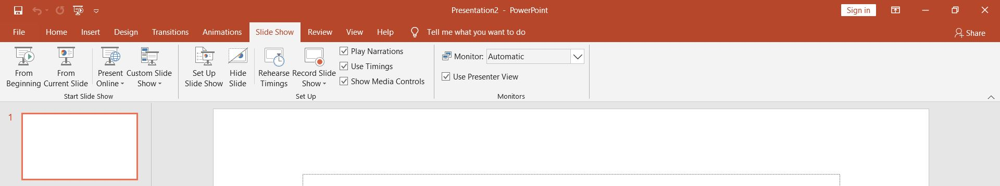 Presentation2 - PowerPoint
Sign in
File Home Insert Design Transitions Animations Slide Show Review View Help Tell me what you want to do Share
From Beginning
From Current Slide
Present Online
Custom Slide Show
Start Slide Show
Set Up Slide Show
Hide Slide
Rehearse Timings
Record Slide Show
Play Narrations
Use Timings
Show Media Controls
Set Up
Monitor: Automatic
Use Presenter View
Monitors
1